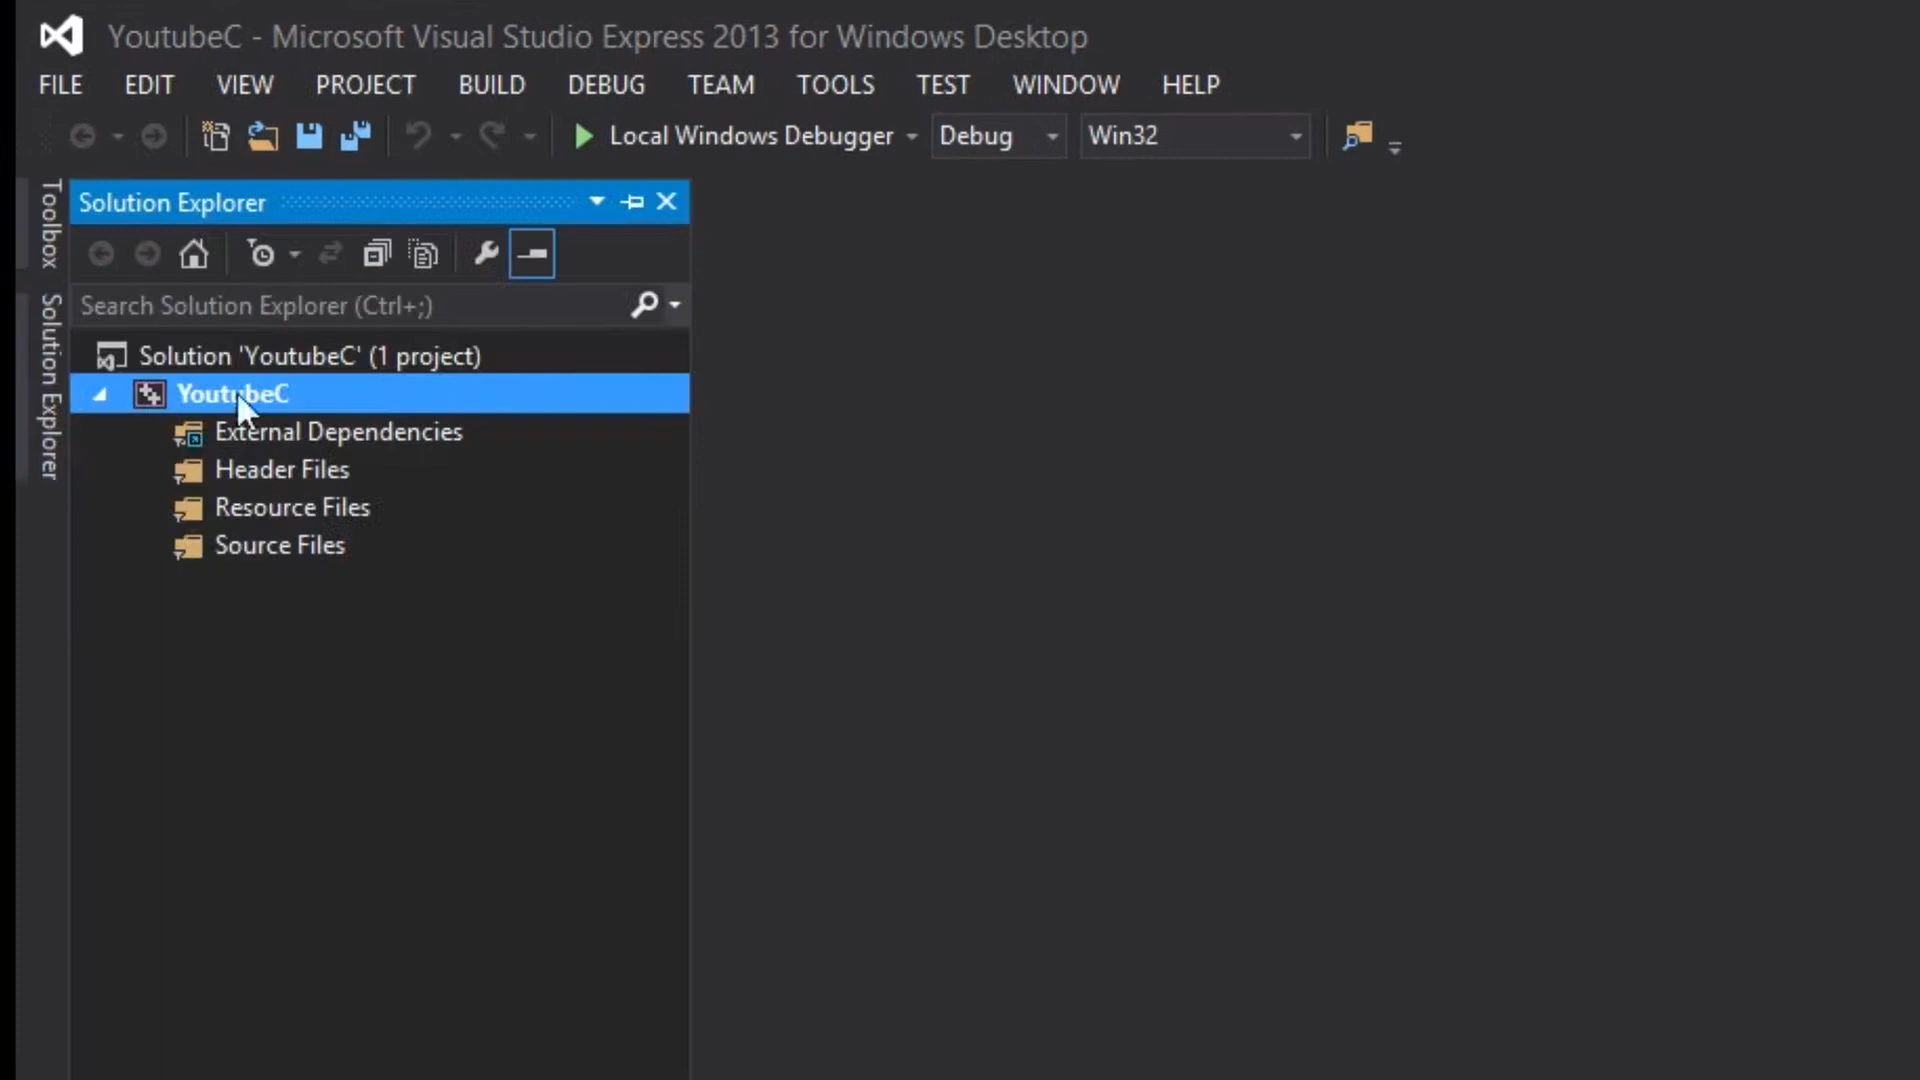 YoutubeC - Microsoft Visual Studio Express 2013 for Windows Desktop
FILE EDIT VIEW PROJECT BUILD DEBUG TEAM TOOLS TEST WINDOW HELP
Local Windows Debugger Debug Win32
Toolbox
Solution Explorer
Solution Explorer
Search Solution Explorer (Ctrl+;)
Solution 'YoutubeC' (1 project)
YoutubeC
External Dependencies
Header Files
Resource Files
Source Files